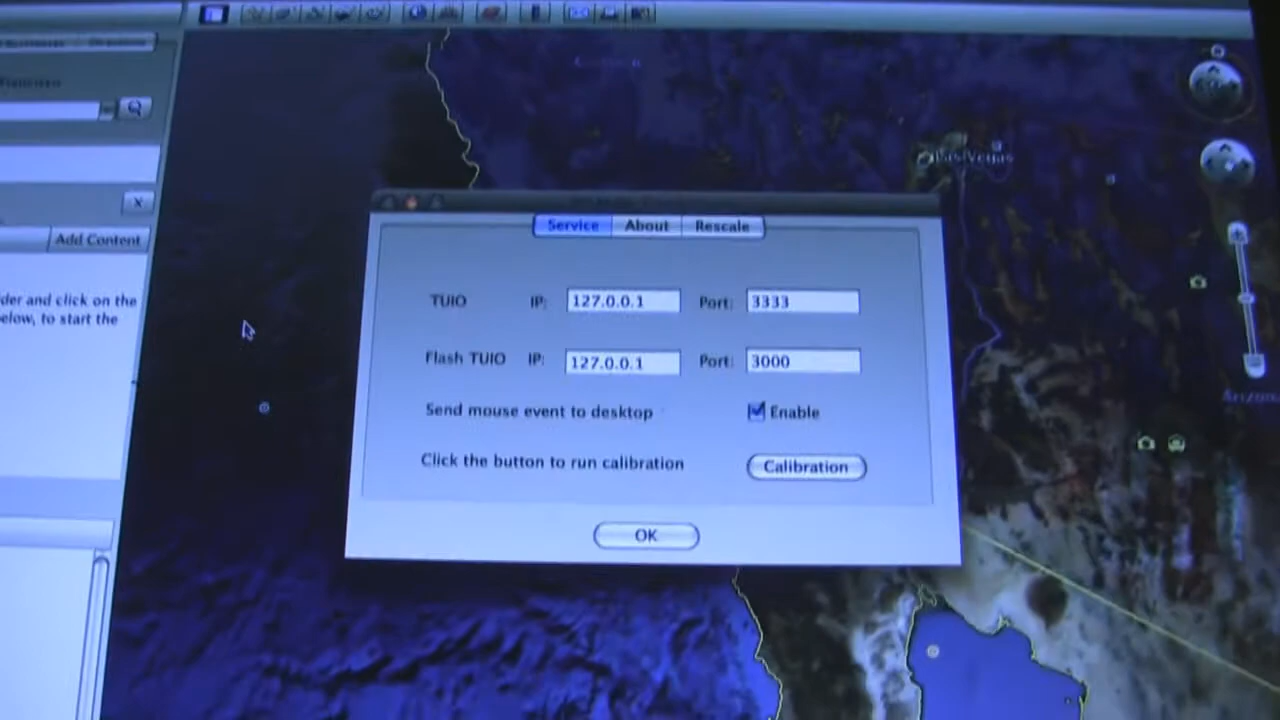 Las Vegas
Service About Rescale
Add Content
TUIO IP: 127.0.0.1 Port: 3333
der and click on the
elow, to start the
Flash TUIO IP: 127.0.0.1 Port: 3000
Send mouse event to desktop Enable
Click the button to run calibration Calibration
OK